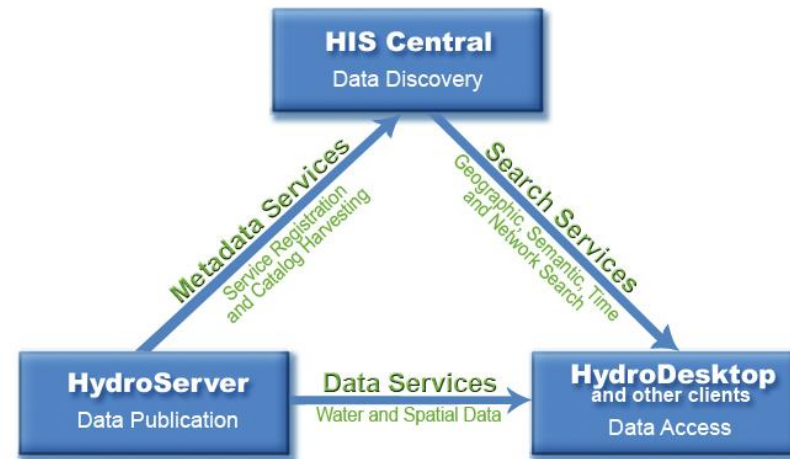 HIS Central
Data Discovery
Metadata Services
Service Registration
and Catalog Harvesting
Search Services
Geographic, Semantic, Time
and Network Search
HydroServer
Data Publication
Data Services
Water and Spatial Data
HydroDesktop
and other clients
Data Access